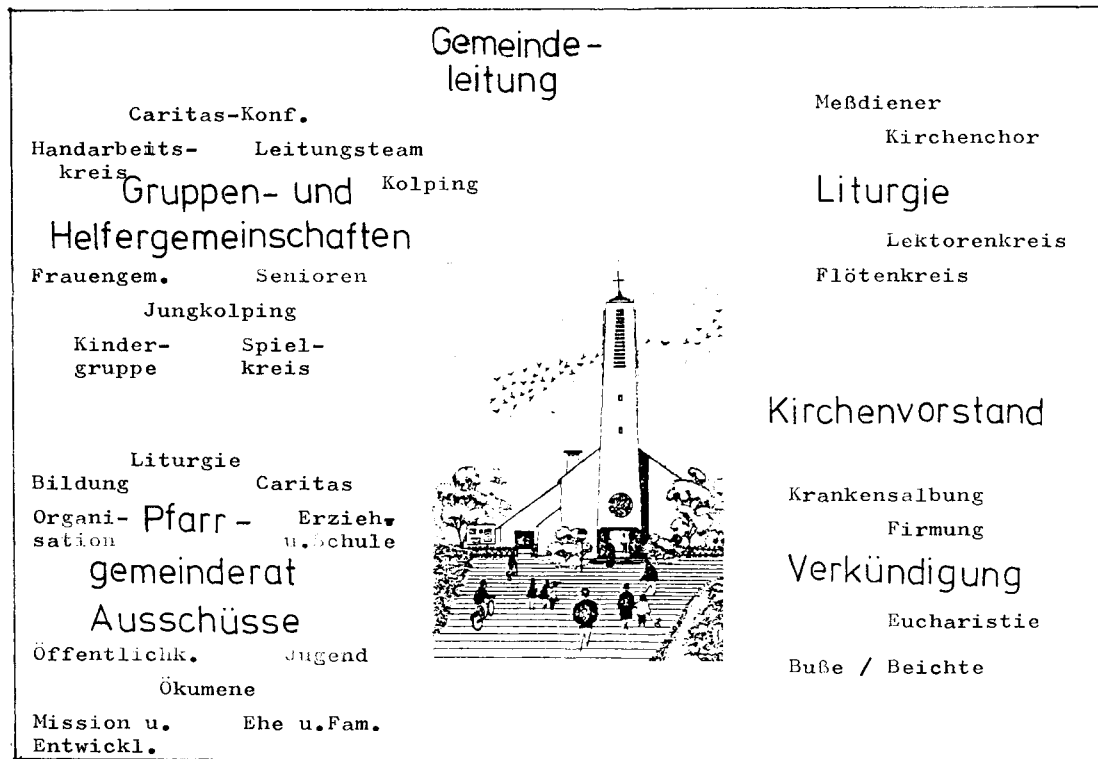 Gemeinde-
leitung
Caritas-Konf.
Handarbeits-
kreis
Leitungsteam
Kolping
Gruppen- und
Helfergemeinschaften
Frauengem.
Senioren
Jungkolping
Kinder-
gruppe
Spiel-
kreis
Liturgie
Bildung
Caritas
Organi-
sation
Erzieh.
u.Schule
Pfarr-
gemeinderat
Ausschüsse
Öffentlichk.
Jugend
Ökumene
Mission u.
Entwickl.
Ehe u.Fam.
Meßdiener
Kirchenchor
Liturgie
Lektorenkreis
Flötenkreis
Kirchenvorstand
Krankensalbung
Firmung
Verkündigung
Eucharistie
Buße / Beichte